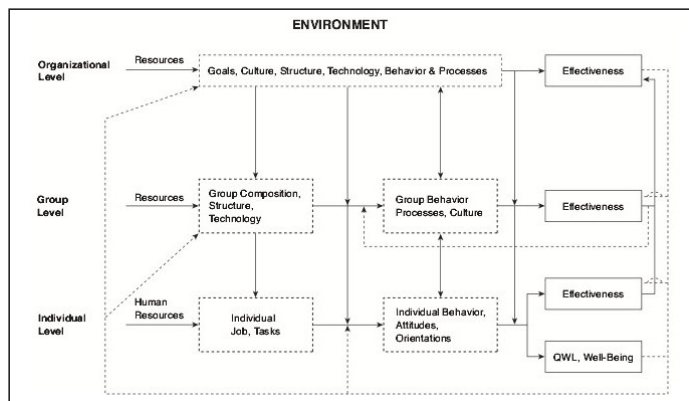 ENVIRONMENT
Organizational
Level
Resources
Goals, Culture, Structure, Technology, Behavior & Processes
Effectiveness
Group
Level
Resources
Group Composition,
Structure,
Technology
Group Behavior
Processes, Culture
Effectiveness
Individual
Level
Human
Resources
Individual
Job, Tasks
Individual Behavior,
Attitudes,
Orientations
Effectiveness
QWL, Well-Being